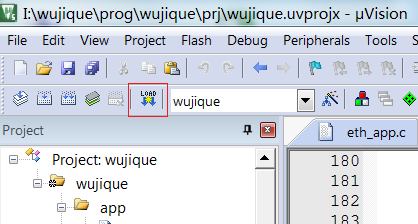 I:\wujique\prog\wujique\prj\wujique.uvprojx - µVision
File Edit View Project Flash Debug Peripherals Tools S
LOAD
wujique
Project
eth_app.c
Project: wujique
wujique
app
180
181
182
183